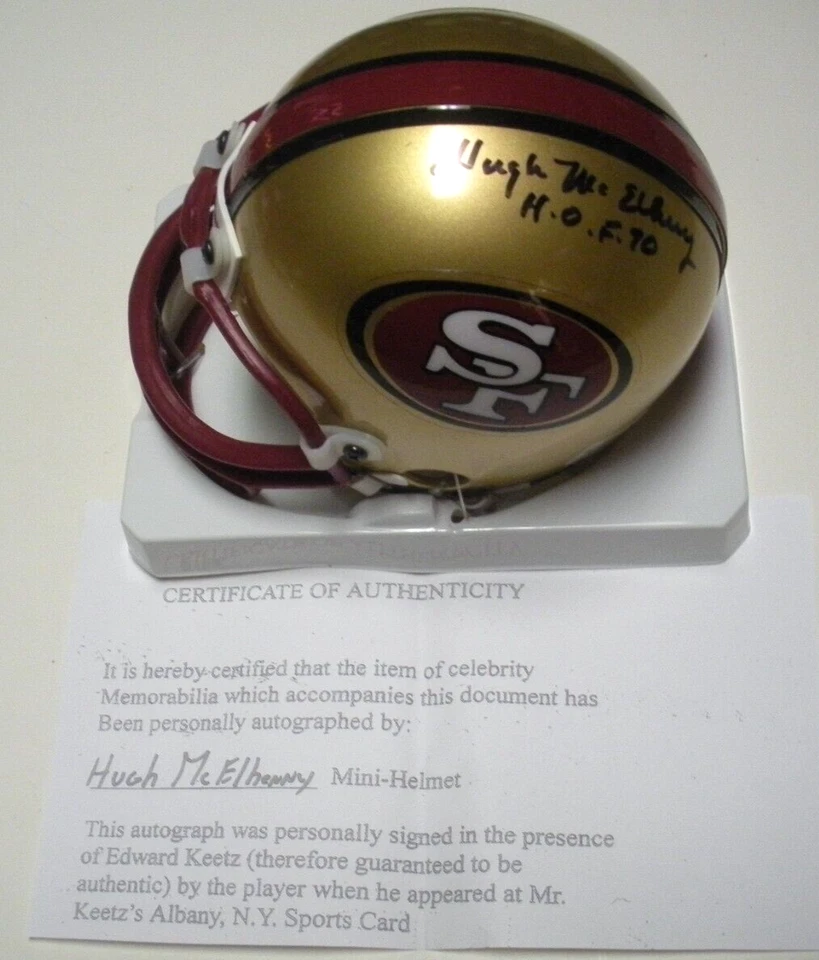 Hugh McElhenny
H.O.F. 70
SF
CERTIFICATE OF AUTHENTICITY
It is hereby certified that the item of celebrity
Memorabilia which accompanies this document has
Been personally autographed by:
Hugh McElhenny Mini-Helmet
This autograph was personally signed in the presence
of Edward Keetz (therefore guaranteed to be
authentic) by the player when he appeared at Mr.
Keetz's Albany, N.Y. Sports Card